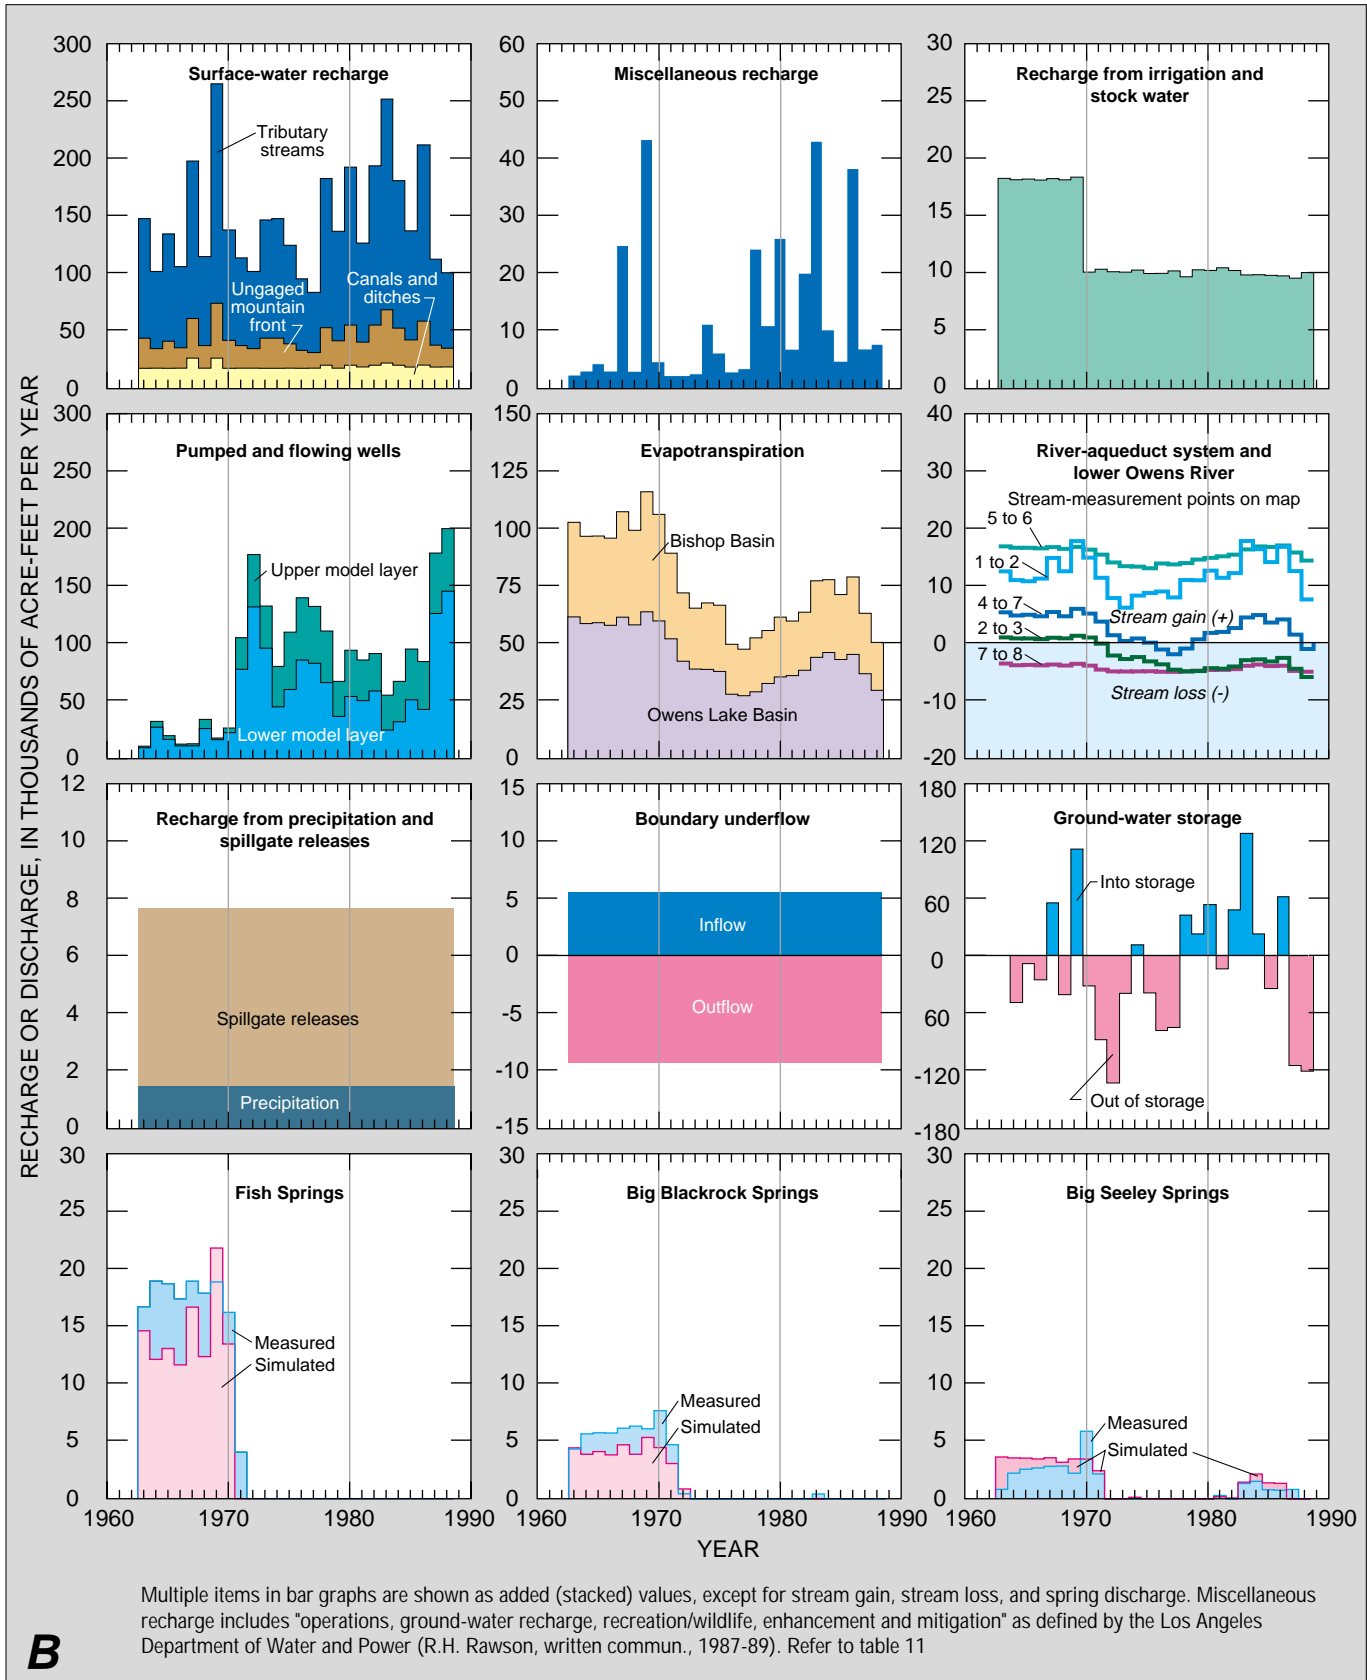 RECHARGE OR DISCHARGE, IN THOUSANDS OF ACRE-FEET PER YEAR
300
250
200
150
100
50
0
Surface-water recharge
Tributary
streams
Ungaged
mountain
front
Canals and
ditches
60
50
40
30
20
10
0
Miscellaneous recharge
30
25
20
15
10
5
0
Recharge from irrigation and
stock water
300
250
200
150
100
50
0
Pumped and flowing wells
Upper model layer
Lower model layer
150
125
100
75
50
25
0
Evapotranspiration
Bishop Basin
Owens Lake Basin
40
30
20
10
0
-10
-20
River-aqueduct system and
lower Owens River
Stream-measurement points on map
5 to 6
1 to 2
4 to 7
2 to 3
7 to 8
Stream gain (+)
Stream loss (-)
12
10
8
6
4
2
0
Recharge from precipitation and
spillgate releases
Spillgate releases
Precipitation
15
10
5
0
-5
-10
-15
Boundary underflow
Inflow
Outflow
180
120
60
0
60
-120
-180
Ground-water storage
Into storage
Out of storage
30
25
20
15
10
5
0
Fish Springs
Measured
Simulated
1960
1970
1980
1990
30
25
20
15
10
5
0
Big Blackrock Springs
Measured
Simulated
1960
1970
1980
1990
30
25
20
15
10
5
0
Big Seeley Springs
Measured
Simulated
1960
1970
1980
1990
YEAR
Multiple items in bar graphs are shown as added (stacked) values, except for stream gain, stream loss, and spring discharge. Miscellaneous
recharge includes "operations, ground-water recharge, recreation/wildlife, enhancement and mitigation" as defined by the Los Angeles
Department of Water and Power (R.H. Rawson, written commun., 1987-89). Refer to table 11
B